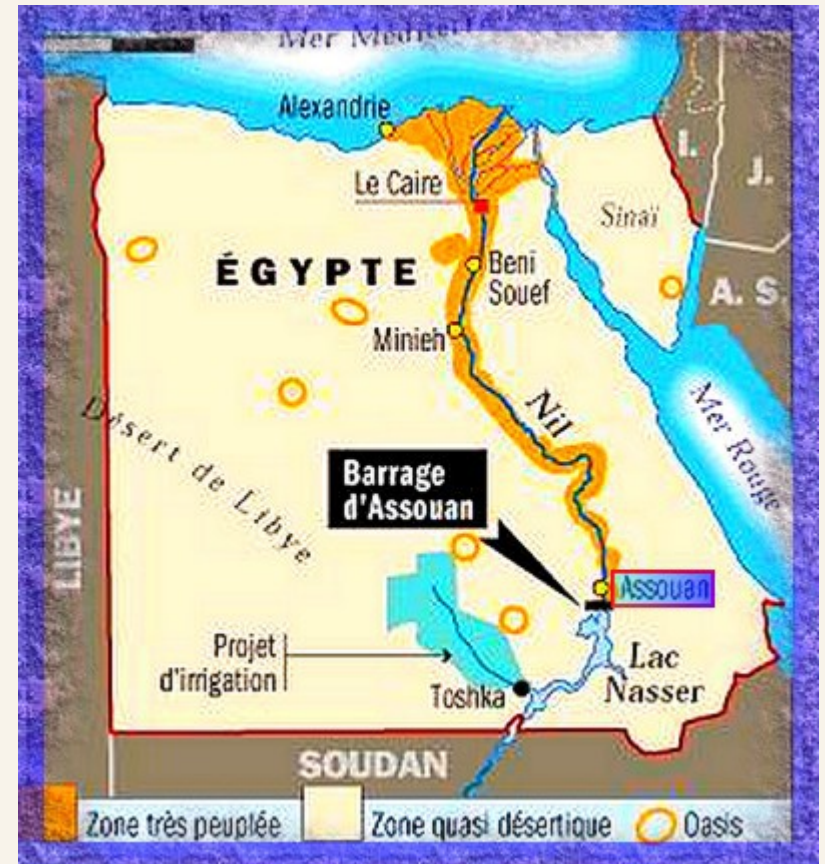 Mer
Alexandrie
Le Caire
I.
J.
Sinaï
ÉGYPTE
Beni
Souef
A. S.
Minieh
Nil
Mer Rouge
Désert de Libye
Barrage
d'Assouan
LIBYE
Assouan
Projet
d'irrigation
Lac
Nasser
Toshka
SOUDAN
Zone très peuplée
Zone quasi désertique
Oasis